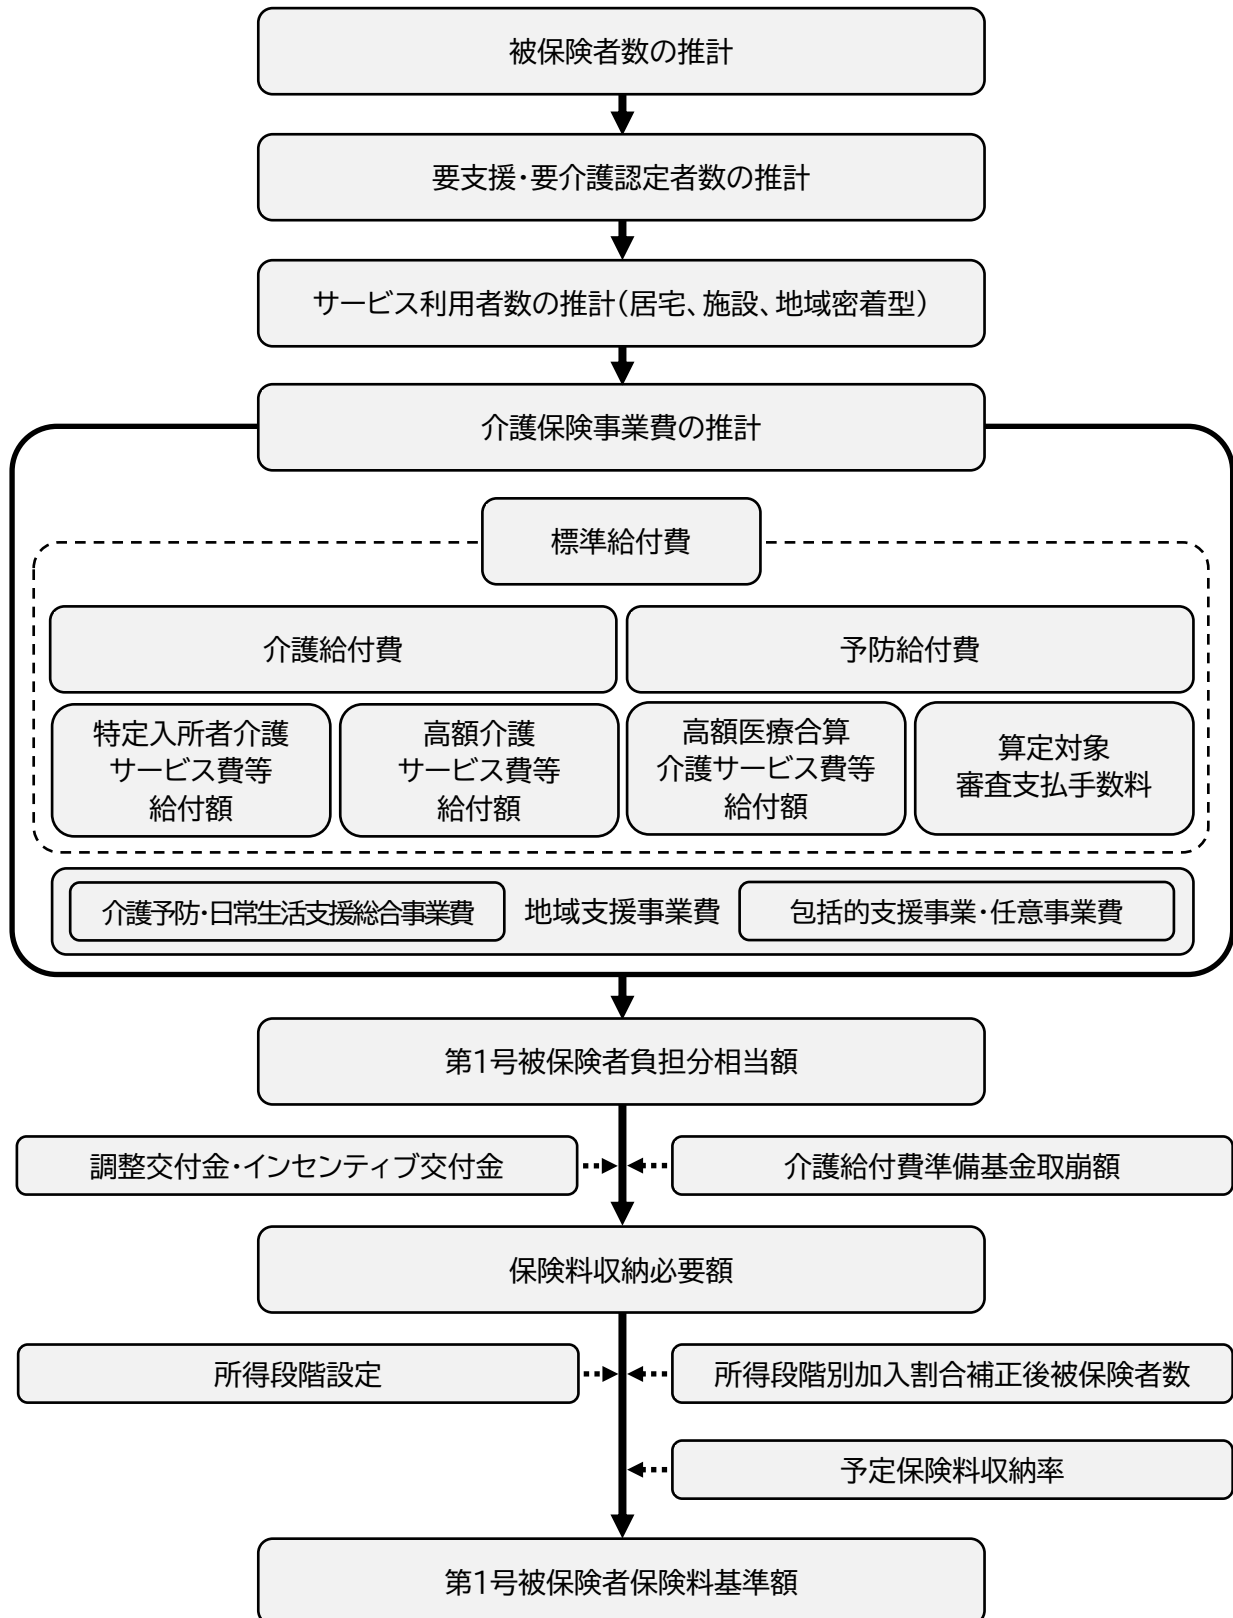 被保険者数の推計
要支援・要介護認定者数の推計
サービス利用者数の推計(居宅、施設、地域密着型)
介護保険事業費の推計
標準給付費
介護給付費
予防給付費
特定入所者介護
サービス費等
給付額
高額介護
サービス費等
給付額
高額医療合算
介護サービス費等
給付額
算定対象
審査支払手数料
介護予防・日常生活支援総合事業費
地域支援事業費
包括的支援事業・任意事業費
第1号被保険者負担分相当額
調整交付金・インセンティブ交付金
介護給付費準備基金取崩額
保険料収納必要額
所得段階設定
所得段階別加入割合補正後被保険者数
予定保険料収納率
第1号被保険者保険料基準額